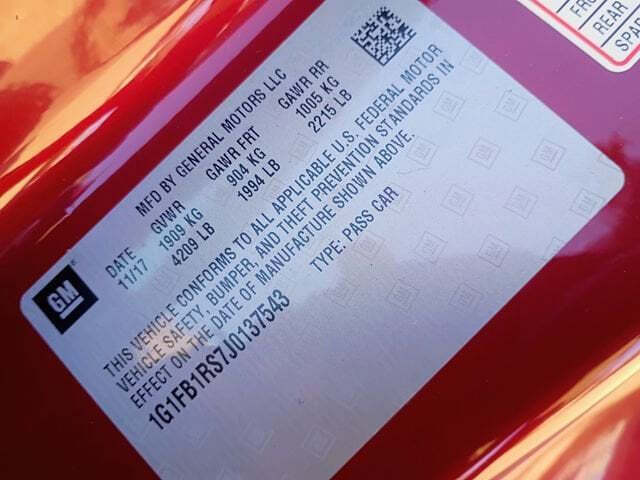 GM
MFD BY GENERAL MOTORS LLC
DATE GVWR GAWR FRT GAWR RR
11/17 1909 KG 904 KG 1005 KG
4209 LB 1994 LB 2215 LB
THIS VEHICLE CONFORMS TO ALL APPLICABLE U.S. FEDERAL MOTOR
VEHICLE SAFETY, BUMPER, AND THEFT PREVENTION STANDARDS IN
EFFECT ON THE DATE OF MANUFACTURE SHOWN ABOVE.
1G1FB1RS7J0137543 TYPE: PASS CAR
REAR